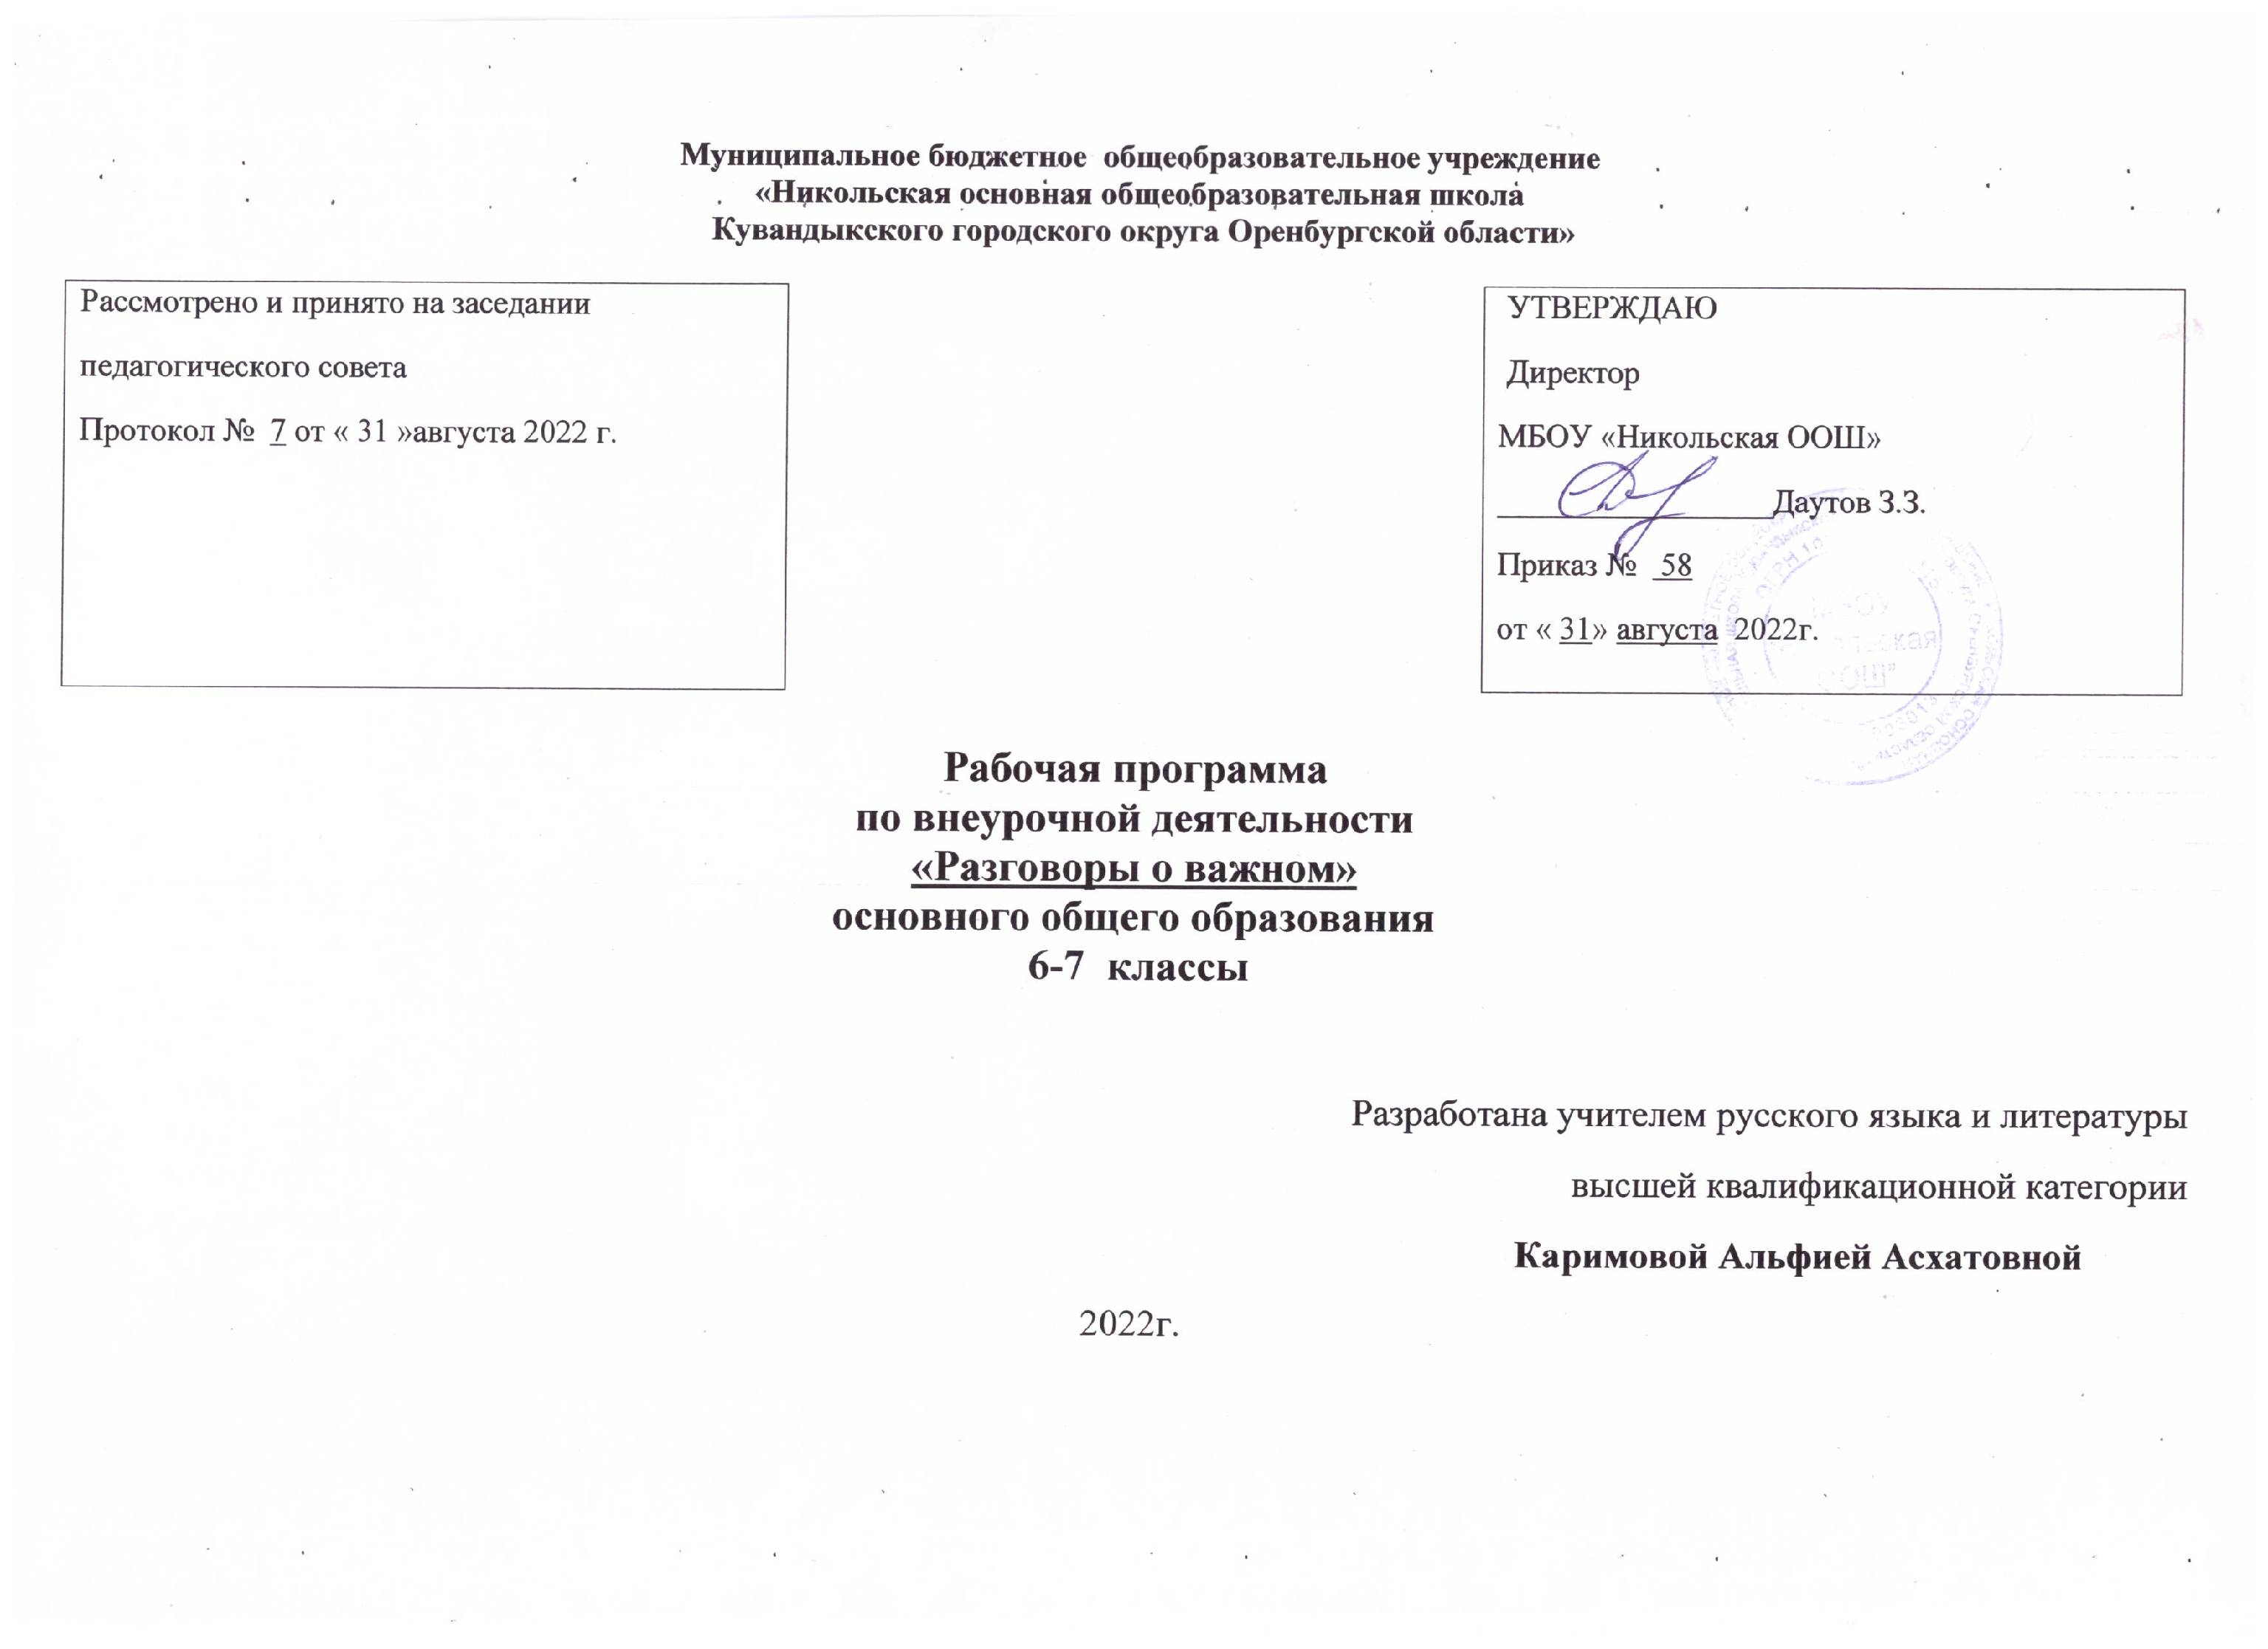 Муниципальное бюджетное общеобразовательное учреждение
«Никольская основная общеобразовательная школа
Кувандыкского городского округа Оренбургской области»
Рассмотрено и принято на заседании
педагогического совета
Протокол № 7 от « 31 »августа 2022 г.
УТВЕРЖДАЮ
Директор
МБОУ «Никольская ООШ»
Даутов З.З.
Приказ № 58
от « 31» августа 2022г.
Рабочая программа
по внеурочной деятельности
«Разговоры о важном»
основного общего образования
6-7 классы
Разработана учителем русского языка и литературы
высшей квалификационной категории
Каримовой Альфией Асхатовной
2022г.